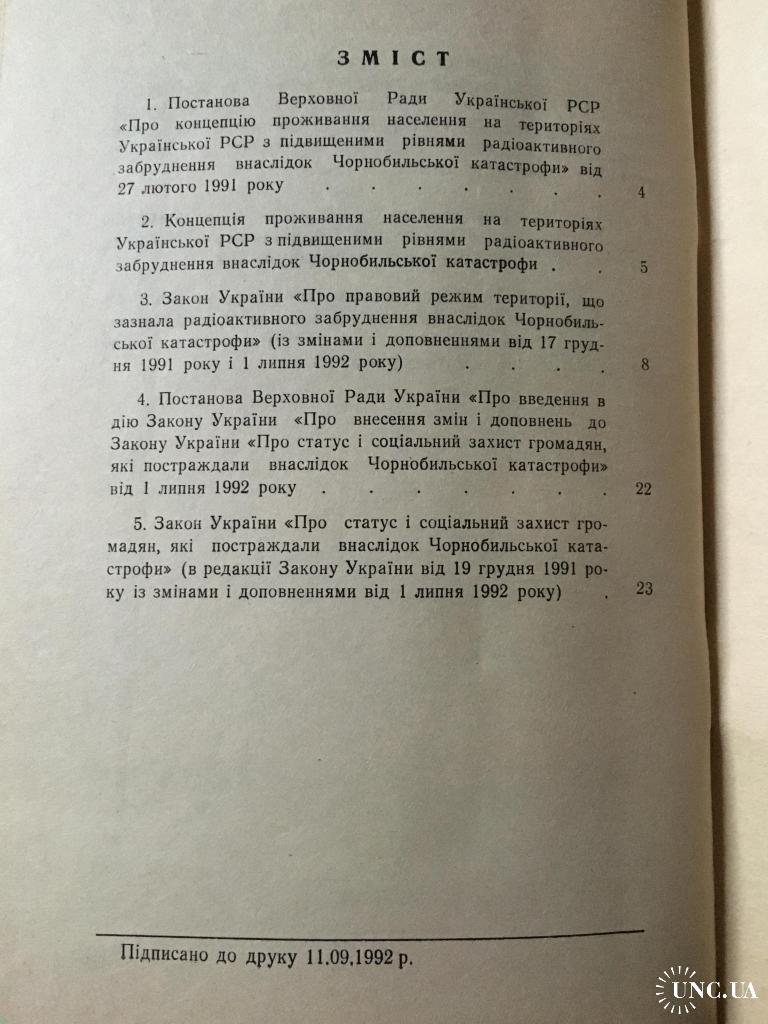 ЗМІСТ
1. Постанова Верховної Ради Української РСР
«Про концепцію проживання населення на територіях
Української РСР з підвищеними рівнями радіоактивного
забруднення внаслідок Чорнобильської катастрофи» від
27 лютого 1991 року . . . . . . . 4
2. Концепція проживання населення на територіях
Української РСР з підвищеними рівнями радіоактивного
забруднення внаслідок Чорнобильської катастрофи . . 5
3. Закон України «Про правовий режим території, що
зазнала радіоактивного забруднення внаслідок Чорнобиль-
ської катастрофи» (із змінами і доповненнями від 17 груд-
ня 1991 року і 1 липня 1992 року) . . . . 8
4. Постанова Верховної Ради України «Про введення в
дію Закону України «Про внесення змін і доповнень до
Закону України «Про статус і соціальний захист громадян,
які постраждали внаслідок Чорнобильської катастрофи»
від 1 липня 1992 року . . . . . . . 22
5. Закон України «Про статус і соціальний захист гро-
мадян, які постраждали внаслідок Чорнобильської ката-
строфи» (в редакції Закону України від 19 грудня 1991 ро-
ку із змінами і доповненнями від 1 липня 1992 року) . 23
Підписано до друку 11.09.1992 р.
UNC.UA